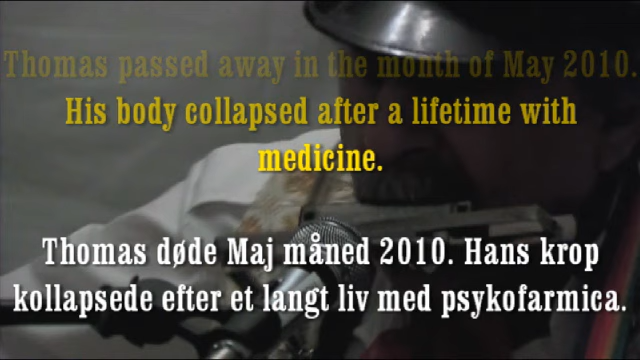 Thomas passed away in the month of May 2010.
His body collapsed after a lifetime with
medicine.
Thomas døde Maj måned 2010. Hans krop
kollapsede efter et langt liv med psykofarmica.